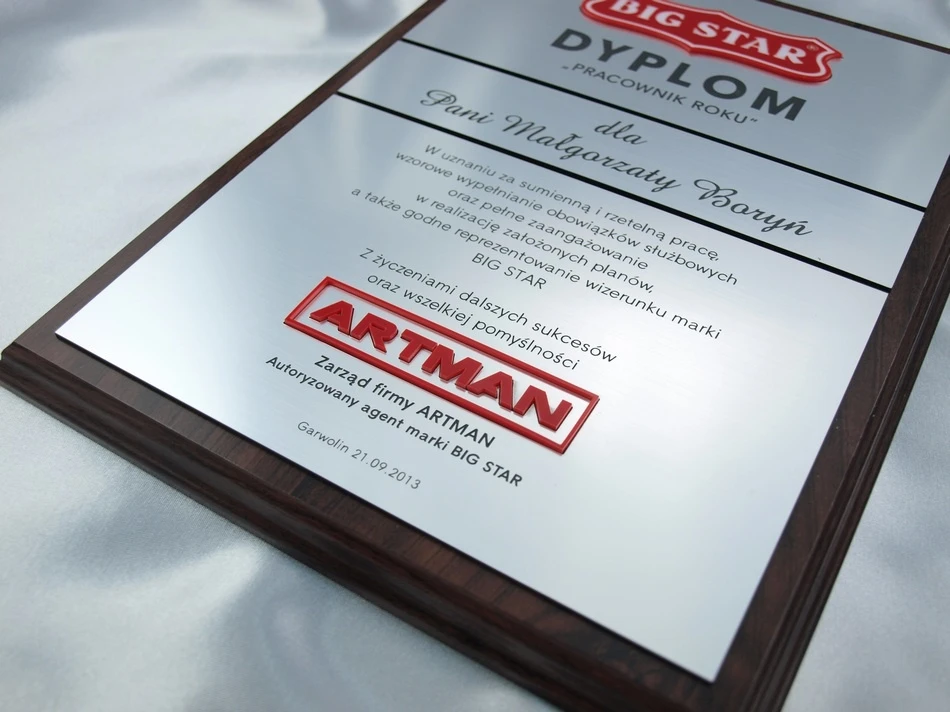 BIG STAR®
DYPLOM
„PRACOWNIK ROKU”
dla
Pani Małgorzaty Boryń
W uznaniu za sumienną i rzetelną pracę,
wzorowe wypełnianie obowiązków służbowych
oraz pełne zaangażowanie
w realizację założonych planów,
a także godne reprezentowanie wizerunku marki
BIG STAR
Z życzeniami dalszych sukcesów
oraz wszelkiej pomyślności
ARTMAN
Zarząd firmy ARTMAN
Autoryzowany agent marki BIG STAR
Garwolin 21.09.2013